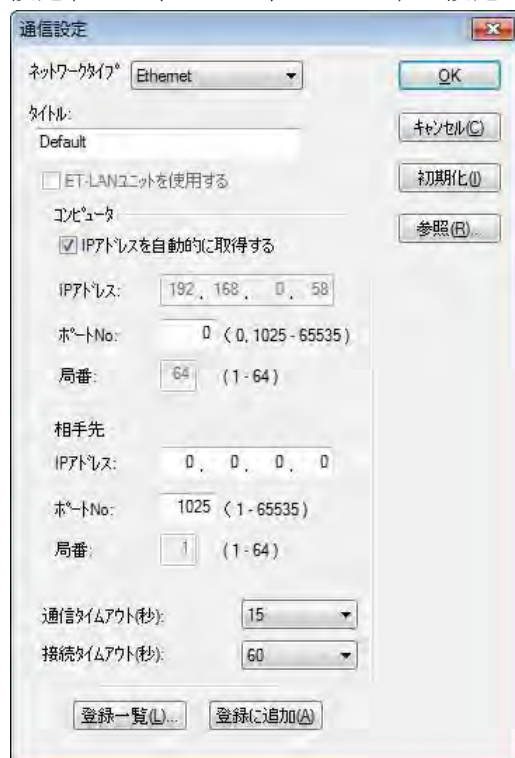 通信設定
ネットワークタイプ Ethernet
OK
タイトル:
Default
キャンセル(C)
ET-LANユニットを使用する
初期化(I)
コンピュータ
参照(R)...
IPアドレスを自動的に取得する
IPアドレス: 192 . 168 . 0 . 58
ポートNo: 0 ( 0, 1025 - 65535 )
局番: 64 ( 1 - 64 )
相手先
IPアドレス: 0 . 0 . 0 . 0
ポートNo: 1025 ( 1 - 65535 )
局番: 1 ( 1 - 64 )
通信タイムアウト(秒): 15
接続タイムアウト(秒): 60
登録一覧(L)... 登録に追加(A)